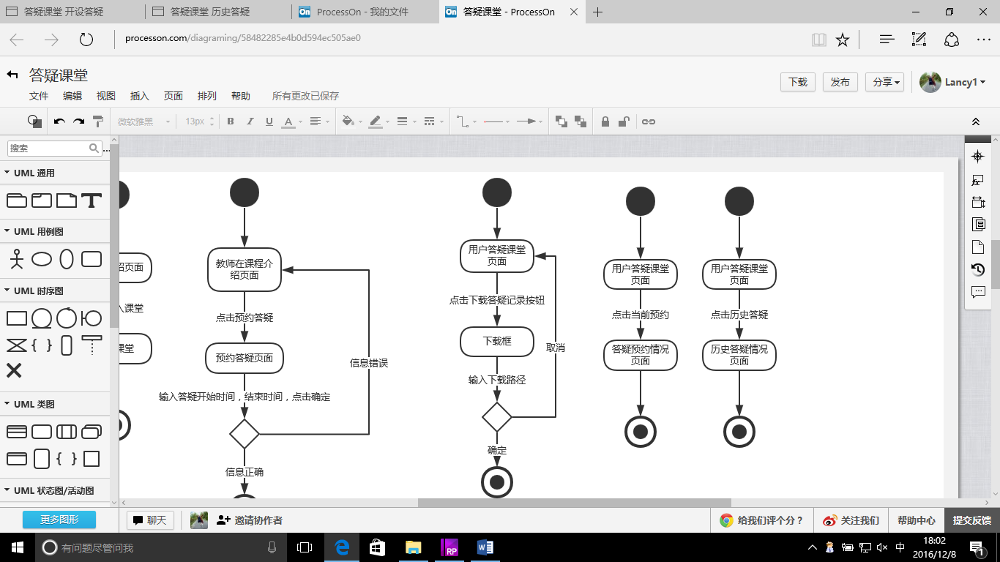 答疑课堂 开设答疑
答疑课堂 历史答疑
ProcessOn - 我的文件
答疑课堂 - ProcessOn
processon.com/diagraming/58482285e4b0d594ec505ae0
答疑课堂
文件 编辑 视图 插入 页面 排列 帮助 所有更改已保存
下载 发布 分享 Lancy1
微软雅黑 13px B I U A
搜索
UML 通用
UML 用例图
UML 时序图
UML 类图
UML 状态图/活动图
更多图形
绍页面
入课堂
课堂
教师在课程介
绍页面
点击预约答疑
预约答疑页面
输入答疑开始时间，结束时间，点击确定
信息错误
信息正确
用户答疑课堂
页面
点击下载答疑记录按钮
下载框
取消
输入下载路径
确定
用户答疑课堂
页面
点击当前预约
答疑预约情况
页面
用户答疑课堂
页面
点击历史答疑
历史答疑情况
页面
聊天 邀请协作者
给我们评个分？ 关注我们 帮助中心 提交反馈
有问题尽管问我
RP
中
18:02
2016/12/8
1